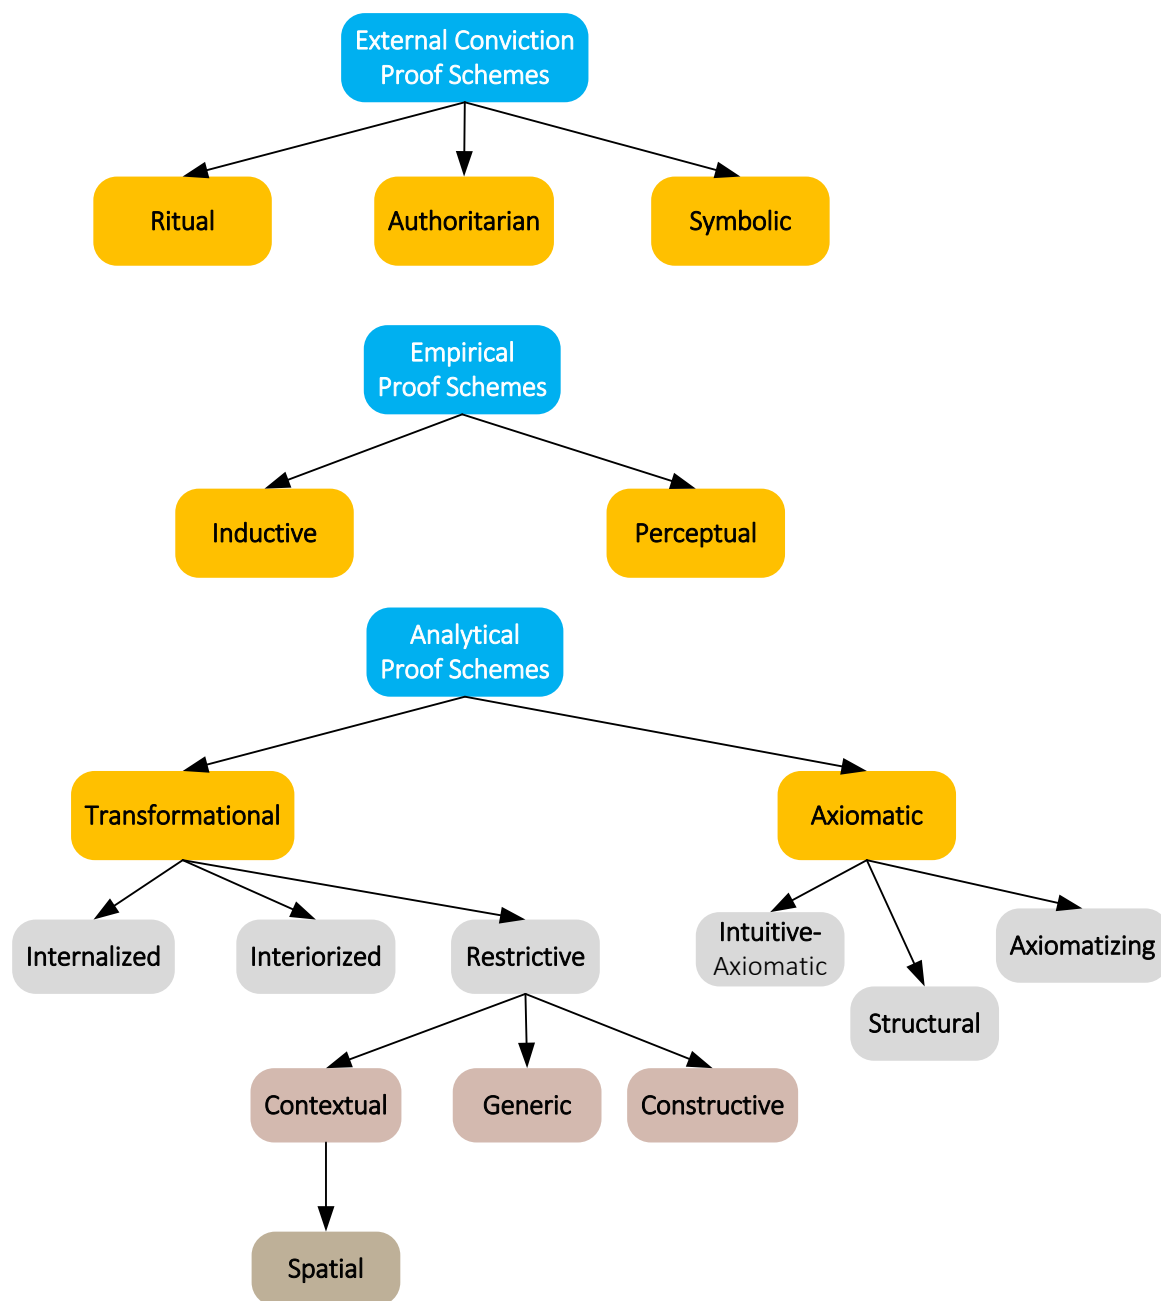 External Conviction
Proof Schemes
Ritual
Authoritarian
Symbolic
Empirical
Proof Schemes
Inductive
Perceptual
Analytical
Proof Schemes
Transformational
Axiomatic
Internalized
Interiorized
Restrictive
Intuitive-
Axiomatic
Axiomatizing
Structural
Contextual
Generic
Constructive
Spatial